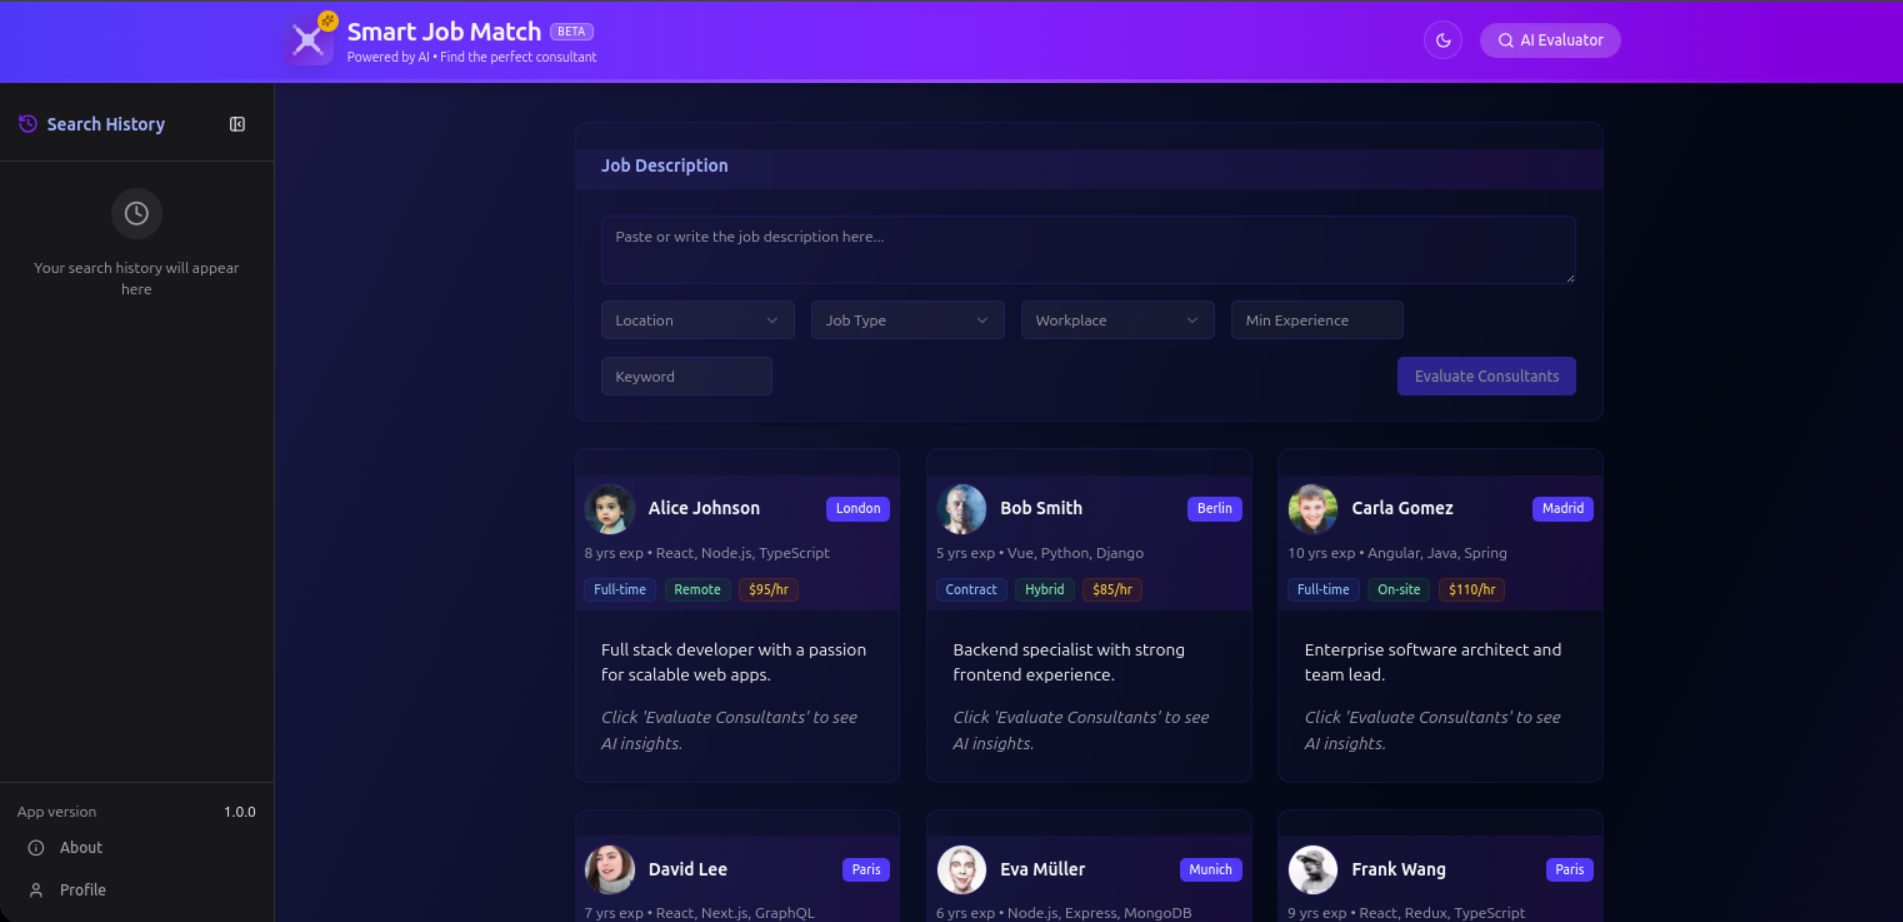 Smart Job Match BETA
Powered by AI • Find the perfect consultant
AI Evaluator
Search History
Your search history will appear
here
App version 1.0.0
About
Profile
Job Description
Paste or write the job description here...
Location Job Type Workplace Min Experience
Keyword Evaluate Consultants
Alice Johnson London
8 yrs exp • React, Node.js, TypeScript
Full-time Remote $95/hr
Full stack developer with a passion
for scalable web apps.
Click 'Evaluate Consultants' to see
AI insights.
Bob Smith Berlin
5 yrs exp • Vue, Python, Django
Contract Hybrid $85/hr
Backend specialist with strong
frontend experience.
Click 'Evaluate Consultants' to see
AI insights.
Carla Gomez Madrid
10 yrs exp • Angular, Java, Spring
Full-time On-site $110/hr
Enterprise software architect and
team lead.
Click 'Evaluate Consultants' to see
AI insights.
David Lee Paris
7 yrs exp • React, Next.js, GraphQL
Eva Müller Munich
6 yrs exp • Node.js, Express, MongoDB
Frank Wang Paris
9 yrs exp • React, Redux, TypeScript